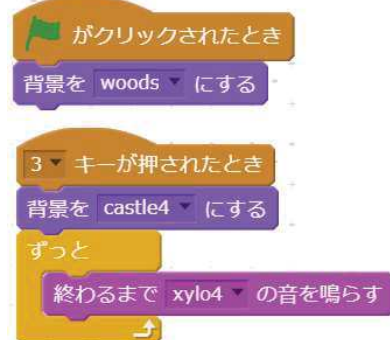 がクリックされたとき
背景を woods にする
3 キーが押されたとき
背景を castle4 にする
ずっと
終わるまで xylo4 の音を鳴らす